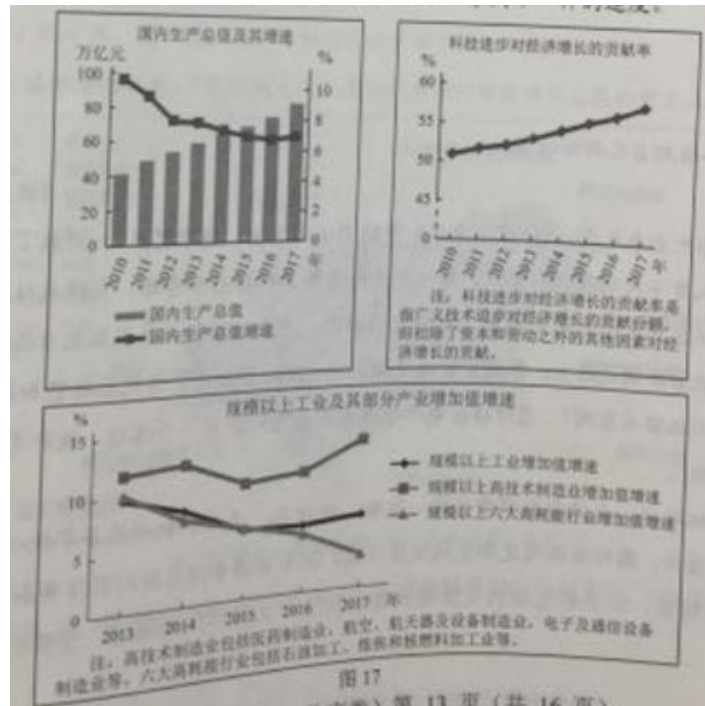 国内生产总值及其增速
万亿元
%
100
80
60
40
20
0
10
8
6
4
2
0
2010
2011
2012
2013
2014
2015
2016
2017
年
国内生产总值
国内生产总值增速
科技进步对经济增长的贡献率
%
60
55
50
45
0
2010
2011
2012
2013
2014
2015
2016
2017
年
注：科技进步对经济增长的贡献率是
指广义技术进步对经济增长的贡献份额，
即扣除了资本和劳动之外的其他因素对经
济增长的贡献。
规模以上工业及其部分产业增加值增速
%
15
10
5
0
2013
2014
2015
2016
2017
年
规模以上工业增加值增速
规模以上高技术制造业增加值增速
规模以上六大高耗能行业增加值增速
注：高技术制造业包括医药制造业，航空、航天器及设备制造业，电子及通信设备
制造业等。六大高耗能行业包括石油加工、炼焦和核燃料加工业等。
图17
第 13 页（共 16 页）